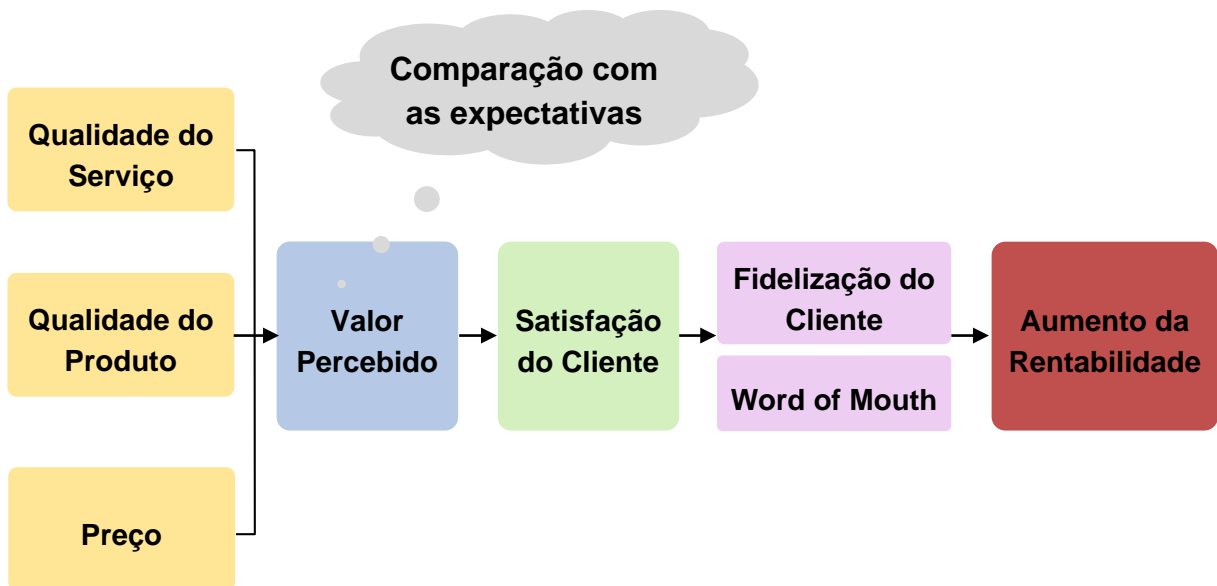 Comparação com
as expectativas
Qualidade do
Serviço
Qualidade do
Produto
Preço
Valor
Percebido
Satisfação
do Cliente
Fidelização do
Cliente
Word of Mouth
Aumento da
Rentabilidade